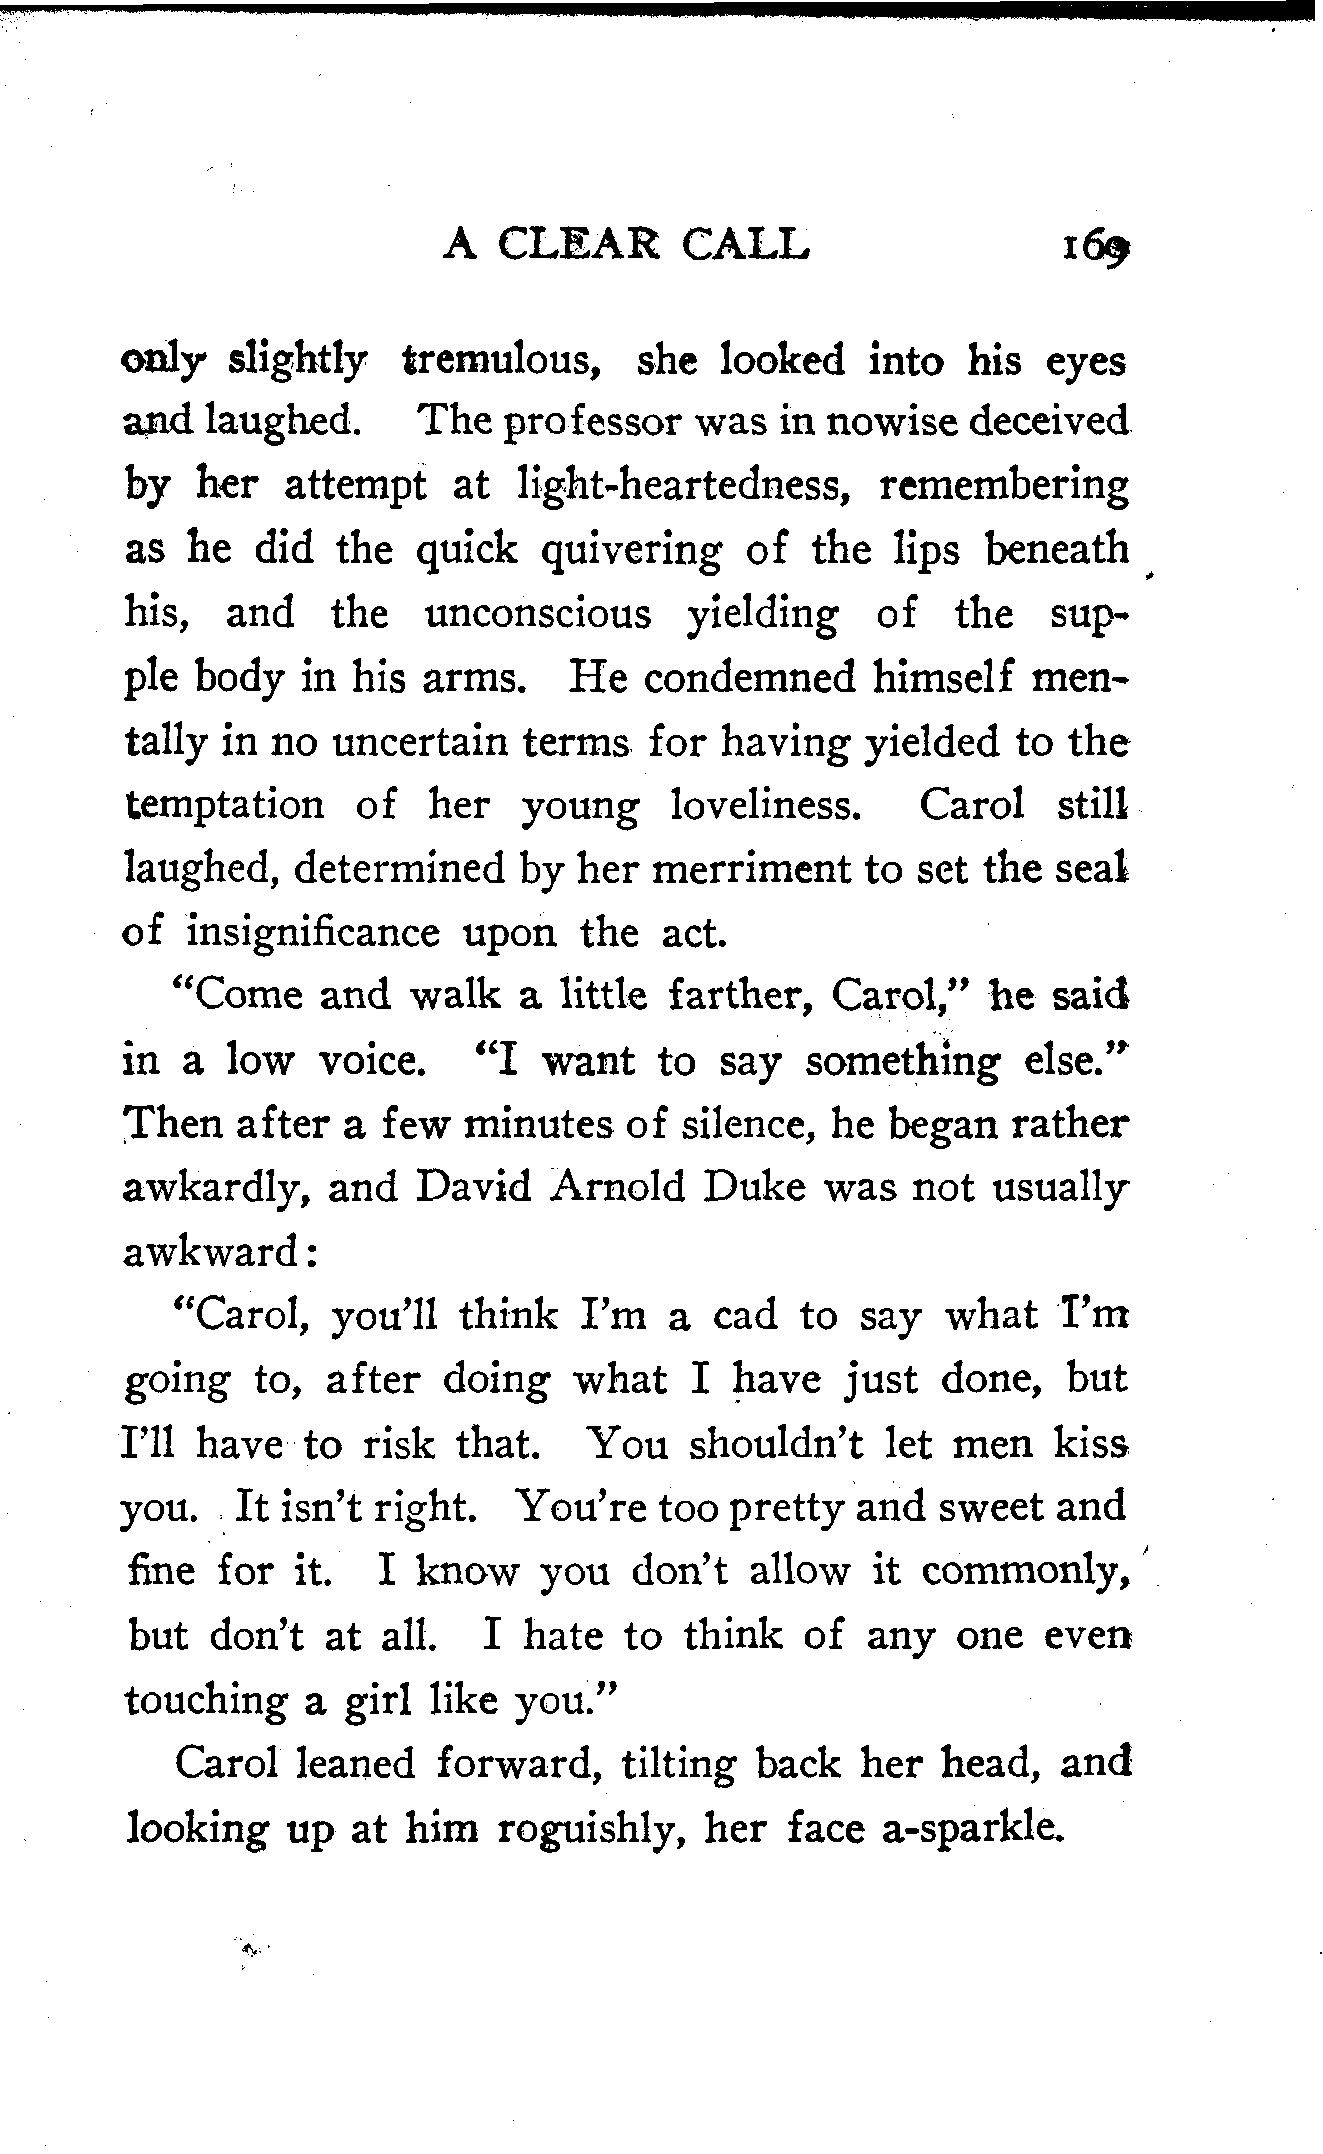 A CLEAR CALL 169
only slightly tremulous, she looked into his eyes
and laughed. The professor was in nowise deceived
by her attempt at light-heartedness, remembering
as he did the quick quivering of the lips beneath
his, and the unconscious yielding of the sup-
ple body in his arms. He condemned himself men-
tally in no uncertain terms for having yielded to the
temptation of her young loveliness. Carol still
laughed, determined by her merriment to set the seal
of insignificance upon the act.
"Come and walk a little farther, Carol," he said
in a low voice. "I want to say something else."
Then after a few minutes of silence, he began rather
awkardly, and David Arnold Duke was not usually
awkward:
"Carol, you'll think I'm a cad to say what I'm
going to, after doing what I have just done, but
I'll have to risk that. You shouldn't let men kiss
you. It isn't right. You're too pretty and sweet and
fine for it. I know you don't allow it commonly,
but don't at all. I hate to think of any one even
touching a girl like you."
Carol leaned forward, tilting back her head, and
looking up at him roguishly, her face a-sparkle.